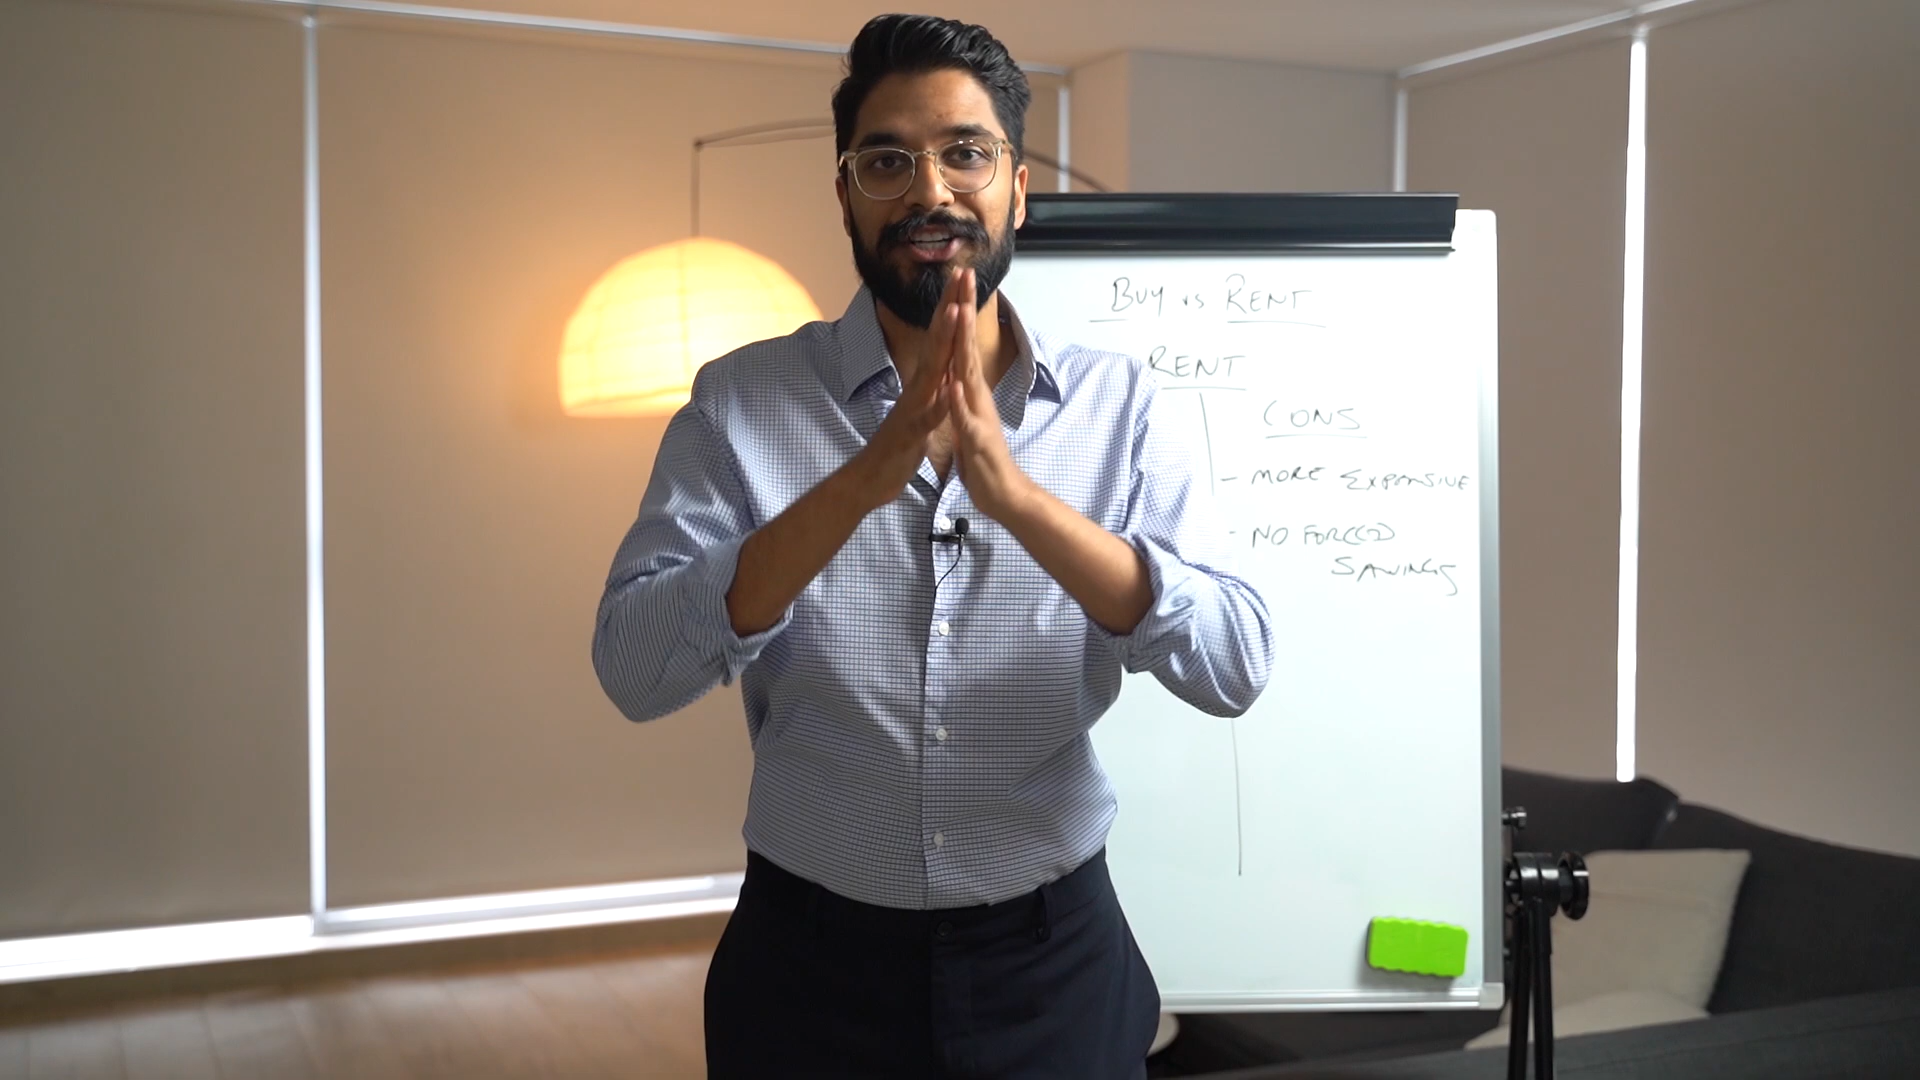 BUY vs RENT
RENT
CONS
- MORE EXPENSIVE
- NO FORCED
SAVINGS